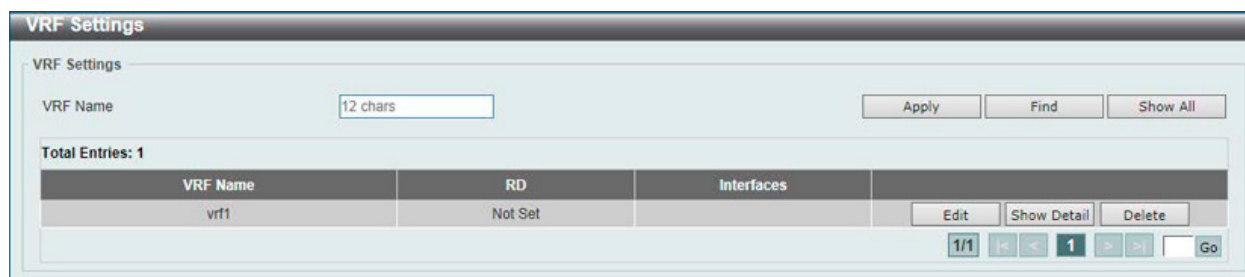 VRF Settings
VRF Settings
VRF Name 12 chars Apply Find Show All
Total Entries: 1
VRF Name RD Interfaces
vrf1 Not Set Edit Show Detail Delete
1/1 |< < 1 > >| Go